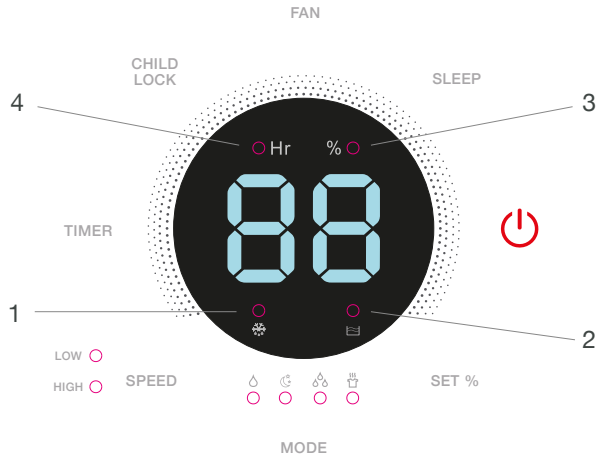 FAN
CHILD
LOCK
SLEEP
4
3
Hr
%
88
TIMER
1
2
LOW
HIGH
SPEED
SET %
MODE